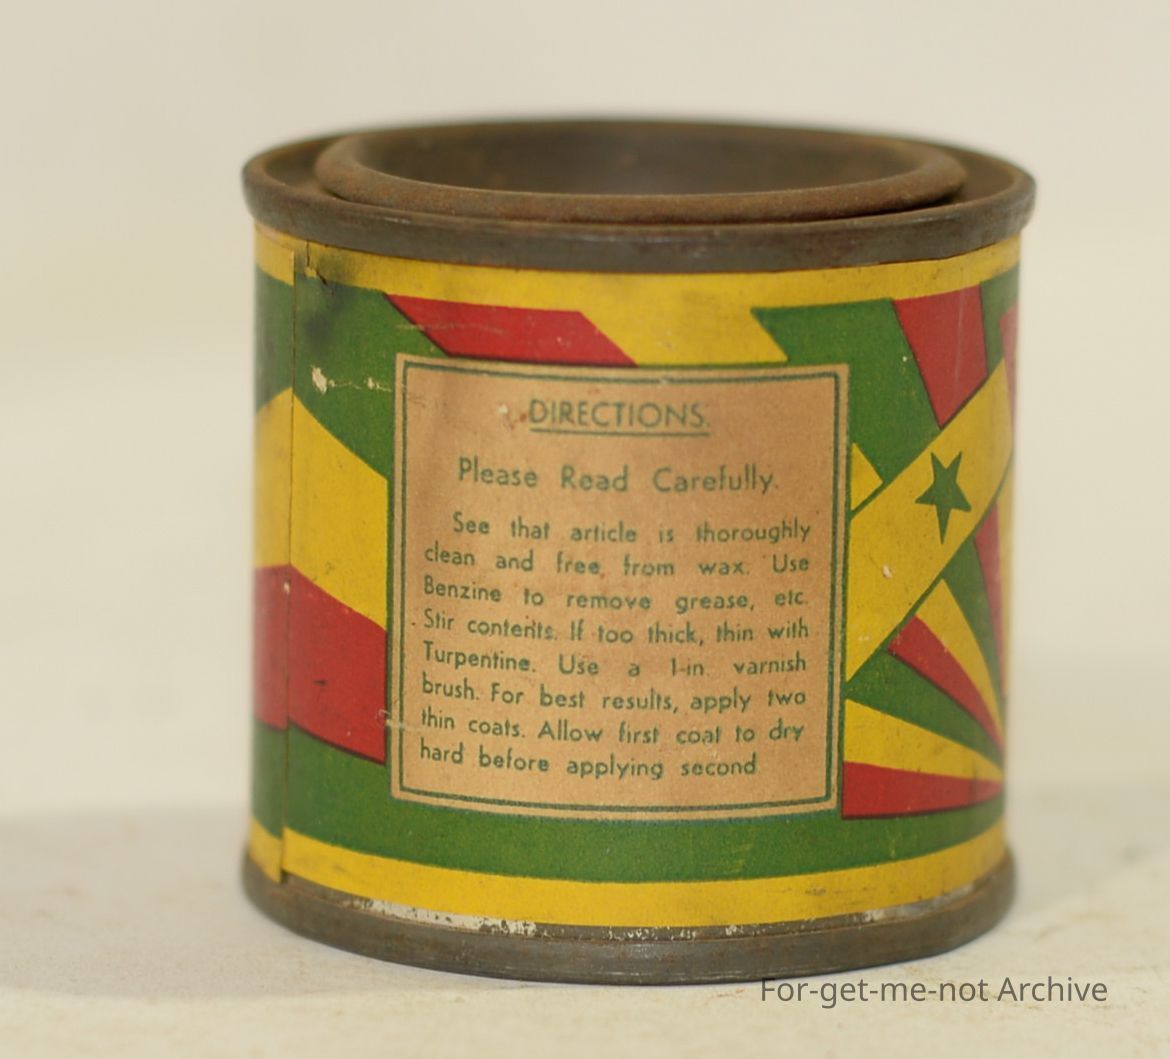 DIRECTIONS.
Please Read Carefully.
See that article is thoroughly
clean and free from wax. Use
Benzine to remove grease, etc.
Stir contents. If too thick, thin with
Turpentine. Use a 1-in. varnish
brush. For best results, apply two
thin coats. Allow first coat to dry
hard before applying second
For-get-me-not Archive